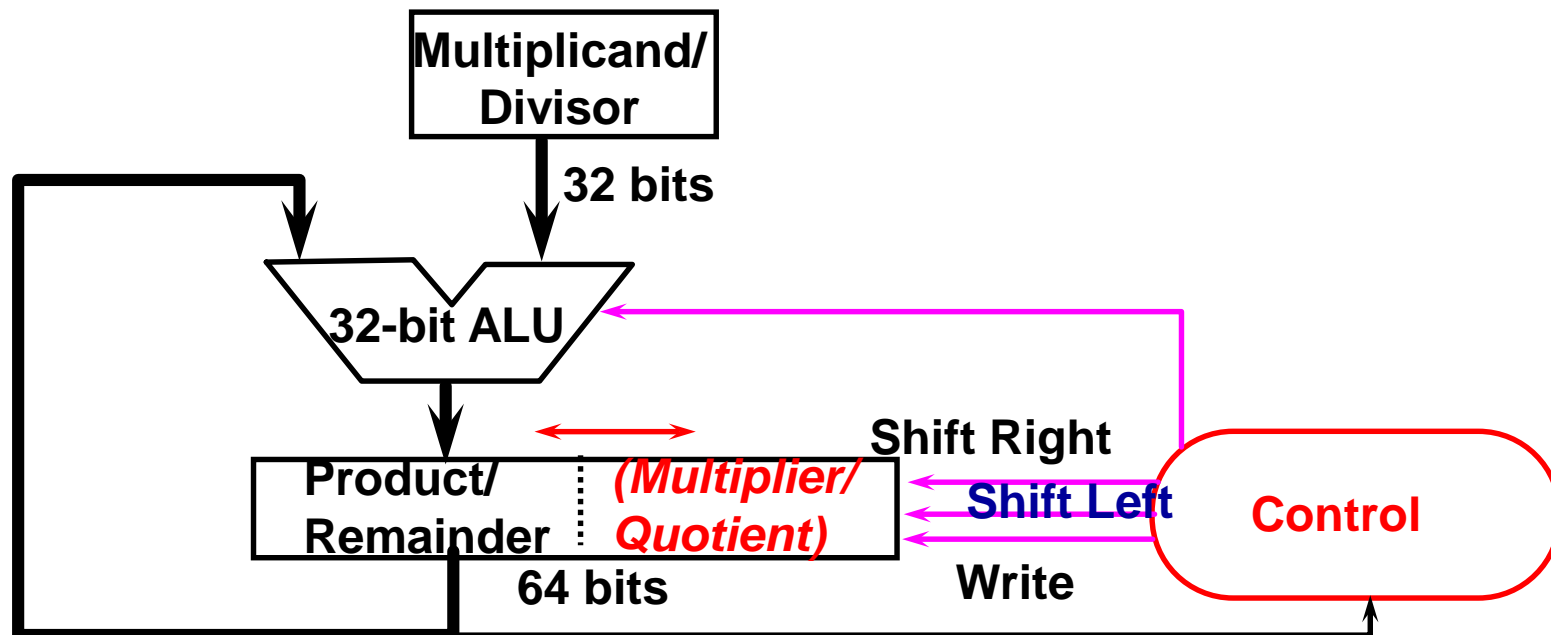 Multiplicand/
Divisor
32 bits
32-bit ALU
Shift Right
Product/
Remainder
(Multiplier/
Quotient)
Shift Left
Control
64 bits
Write